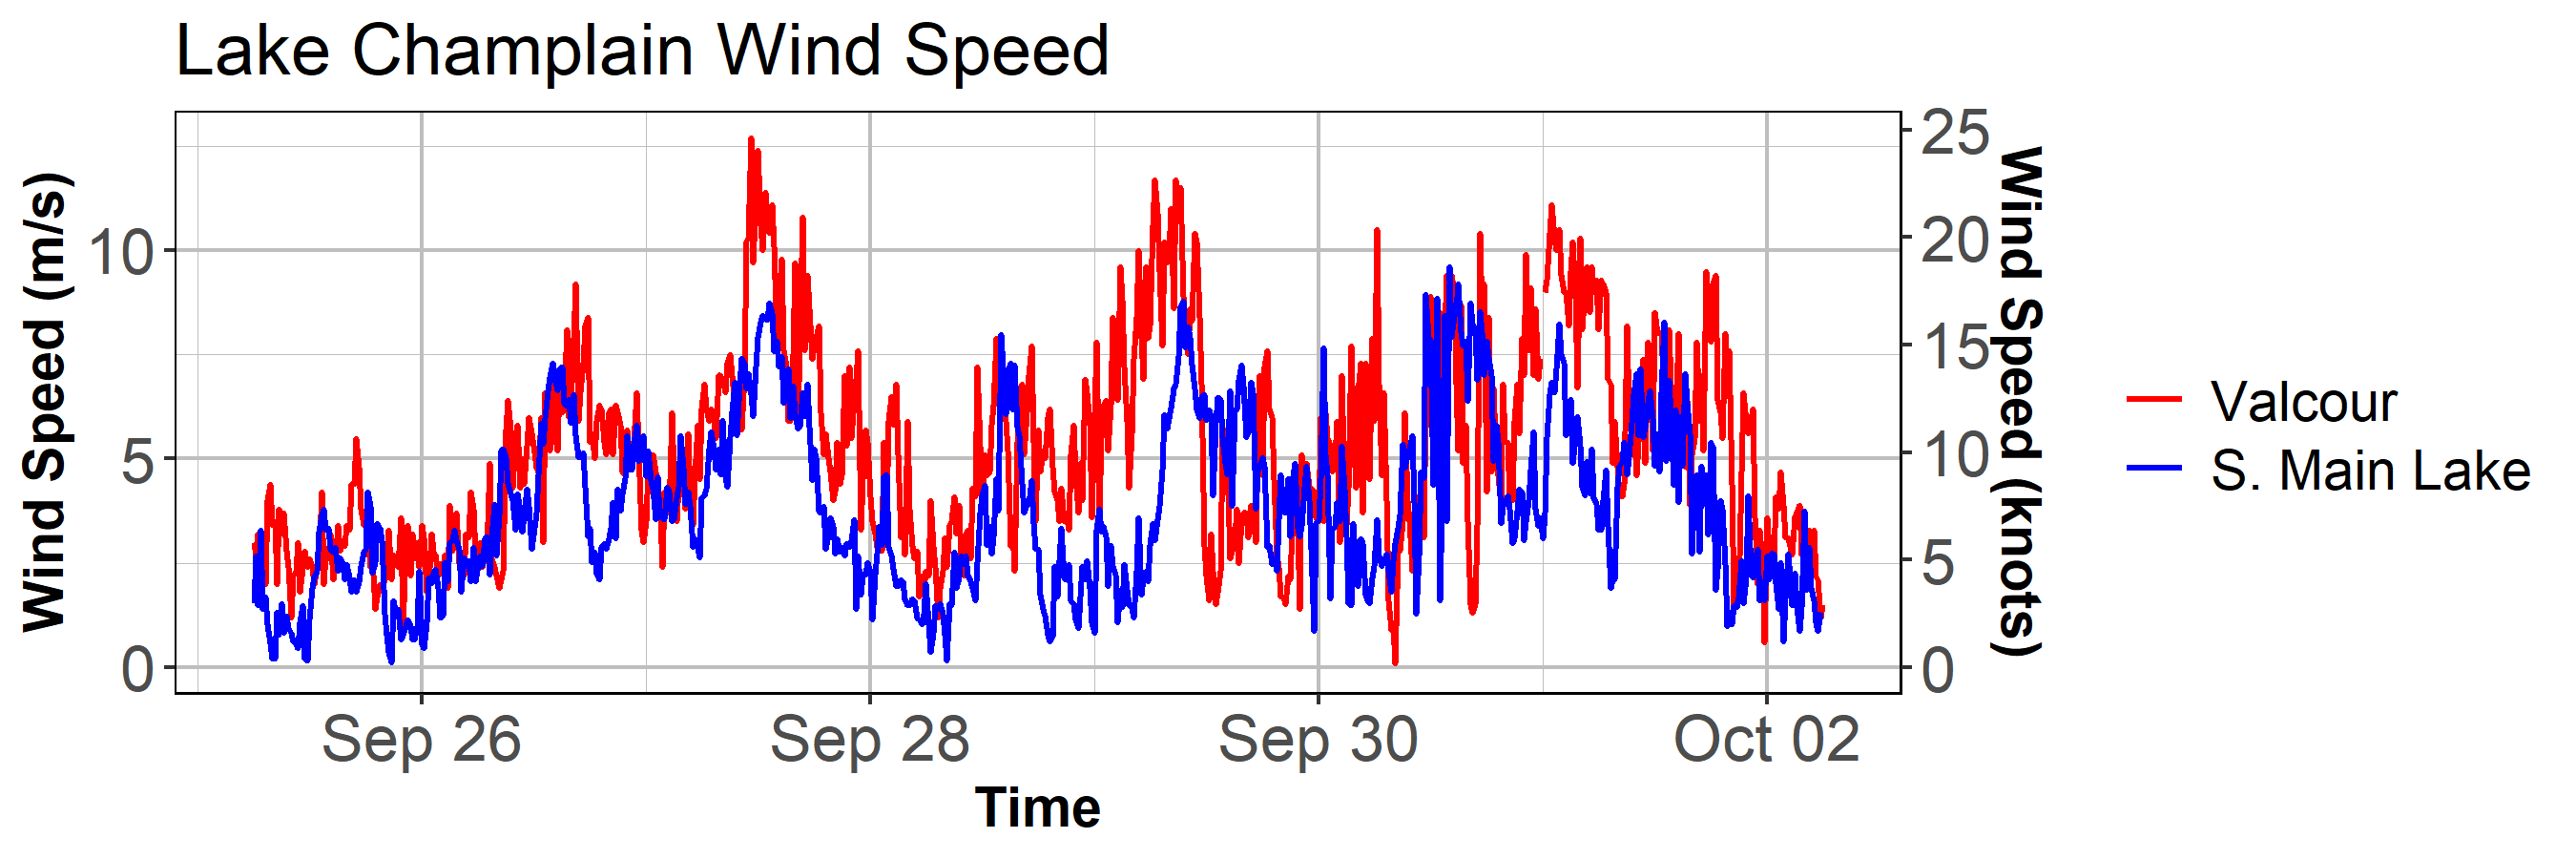 Lake Champlain Wind Speed
Wind Speed (m/s)
10
5
0
25
20
15
10
5
0
Wind Speed (knots)
Sep 26
Sep 28
Sep 30
Oct 02
Time
Valcour
S. Main Lake